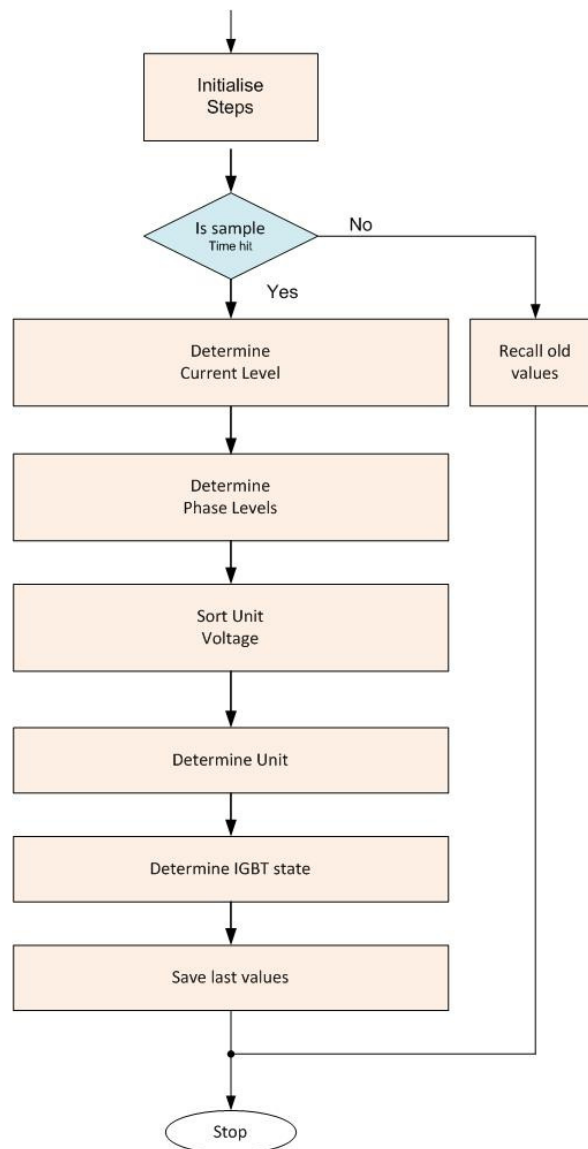 Initialise
Steps
Is sample
Time hit
No
Yes
Determine
Current Level
Recall old
values
Determine
Phase Levels
Sort Unit
Voltage
Determine Unit
Determine IGBT state
Save last values
Stop